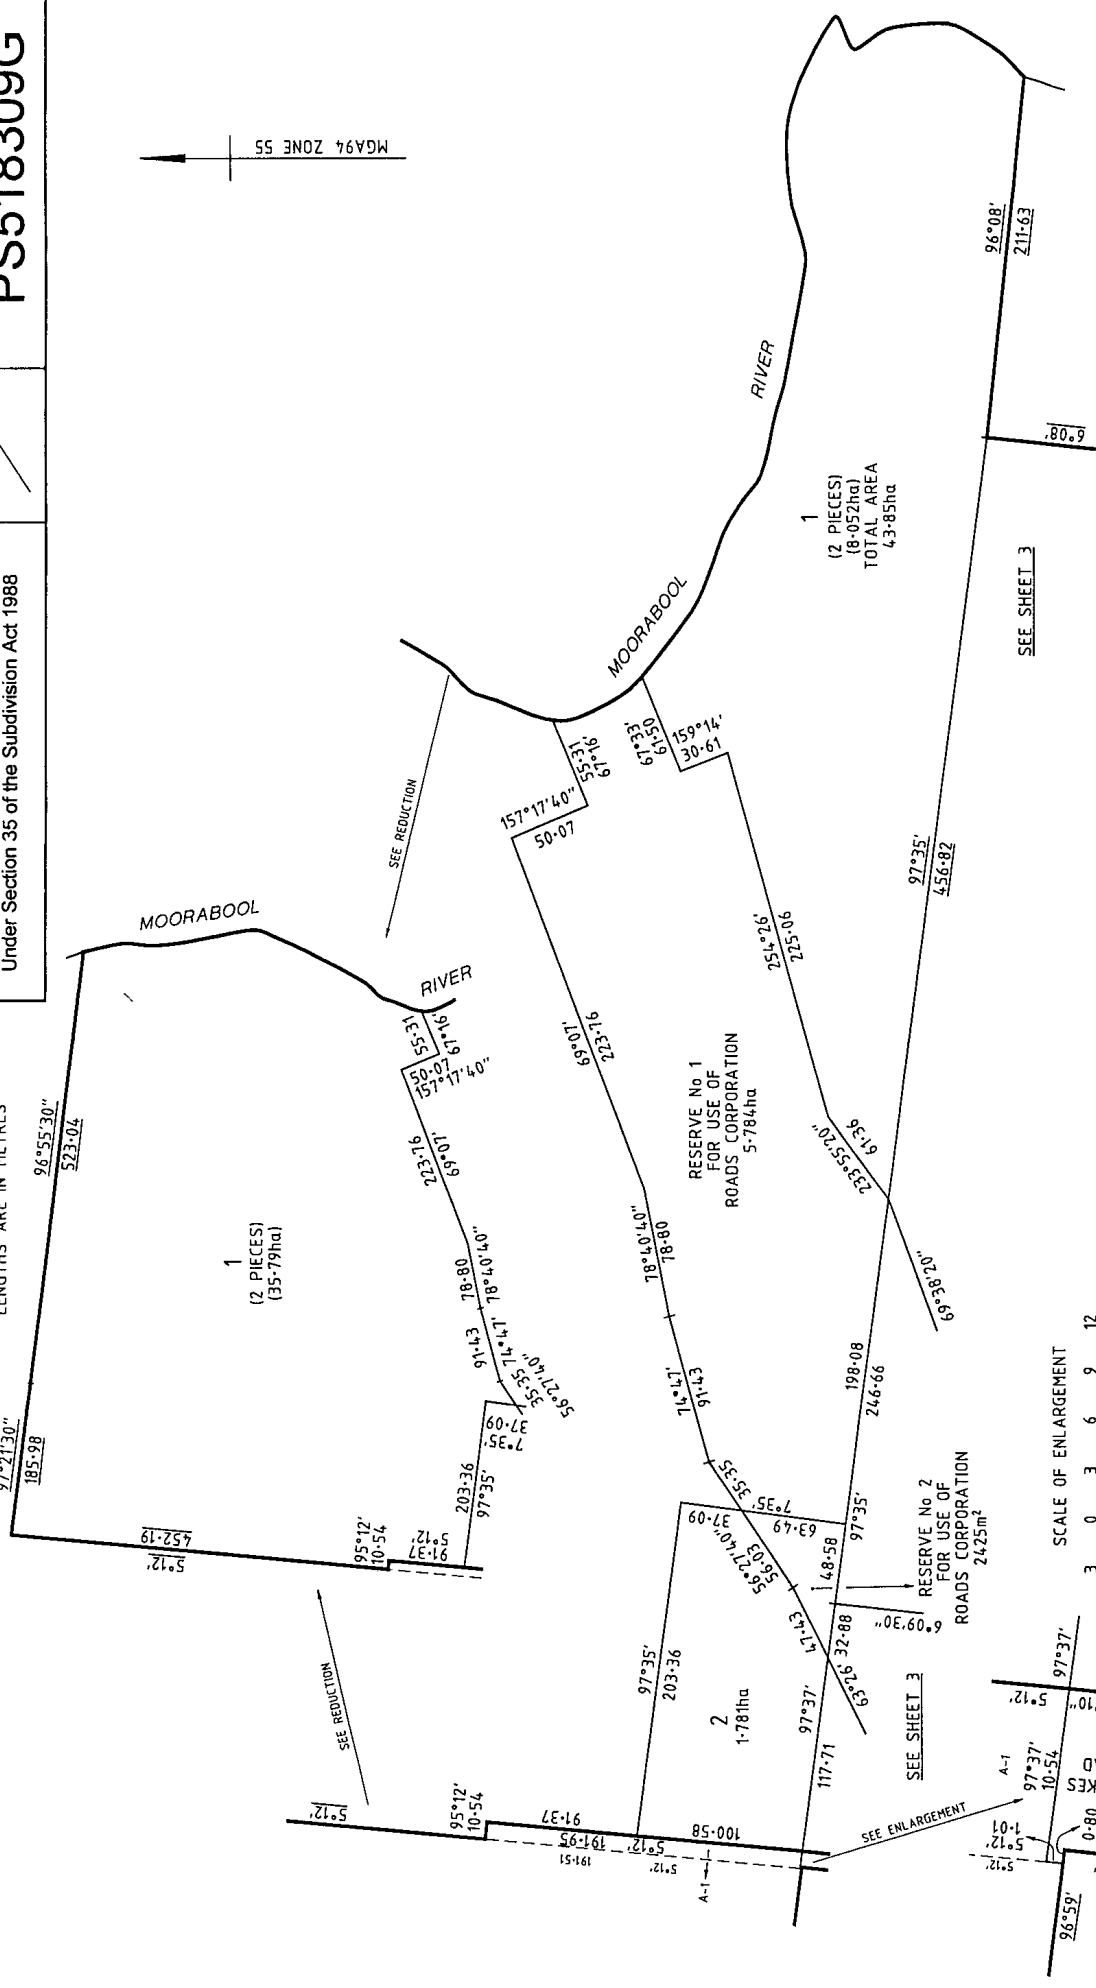 PS518309G
Under Section 35 of the Subdivision Act 1988
LENGTHS ARE IN METRES
MGA94 ZONE 55
97°21'30"
185·98
96°55'30"
523·04
452·19
5°12'
95°12'
10·54
91·37
5°12'
203·36
97°35'
7°35'
37·09
1
(2 PIECES)
(35·79ha)
56°27'40"
35·35
74°47'
91·43
78·80
78°40'40"
223·76
69°07'
50·07
157°17'40"
55·31
67°16'
MOORABOOL
RIVER
SEE REDUCTION
SEE REDUCTION
5°12'
95°12'
10·54
91·37
191·95
191·51
5°12'
5°12'
100·58
A-1
2
1·781ha
97°35'
203·36
37·09
7°35'
63·49
35·35
56°27'40"
56·03
47·43
63°26'
117·71
97°37'
32·88
48·58
97°35'
198·08
246·66
6°09'30"
RESERVE No 2
FOR USE OF
ROADS CORPORATION
2425m²
74°47'
91·43
78°40'40"
78·80
69°07'
223·76
157°17'40"
50·07
55·31
67°16'
RESERVE No 1
FOR USE OF
ROADS CORPORATION
5·784ha
67°33'
61·50
159°14'
30·61
254°26'
225·06
233°55'20"
61·36
69°38'20"
97°35'
456·82
MOORABOOL
RIVER
1
(2 PIECES)
(8·052ha)
TOTAL AREA
43·85ha
96°08'
211·63
6°08'
SEE SHEET 3
SEE SHEET 3
SEE ENLARGEMENT
SCALE OF ENLARGEMENT
3 0 3 6 9 12
A-1
97°37'
10·54
97°37'
5°12'
5°12'
5°12'
1·01
0·80
96°59'